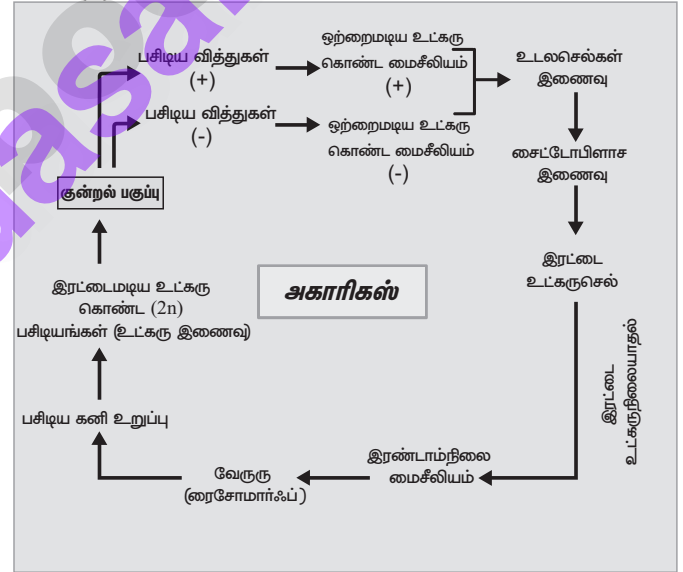 பசிடிய வித்துகள்
(+)
ஒற்றைமடிய உட்கரு
கொண்ட மைசீலியம்
(+)
உடலசெல்கள்
இணைவு
பசிடிய வித்துகள்
(-)
ஒற்றைமடிய உட்கரு
கொண்ட மைசீலியம்
(-)
சைட்டோபிளாச
இணைவு
குன்றல் பகுப்பு
இரட்டை
உட்கருசெல்
அகாரிகஸ்
இரட்டைமடிய உட்கரு
கொண்ட (2n)
பசிடியங்கள் (உட்கரு இணைவு)
இரட்டை
உட்கருநிலையாதல்
பசிடிய கனி உறுப்பு
இரண்டாம்நிலை
மைசீலியம்
வேருரு
(ரைசோமார்ஃப்)